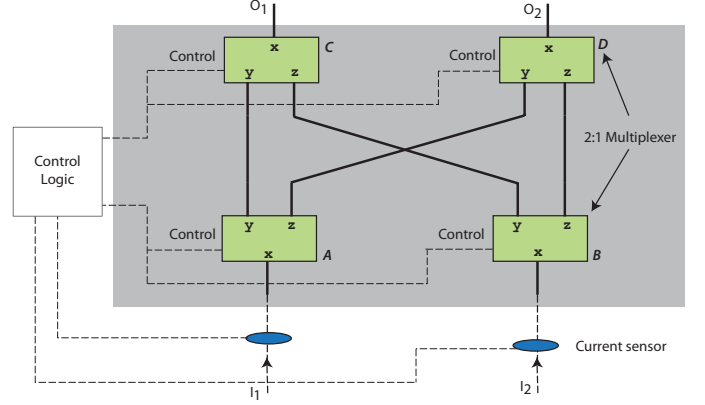 O1
O2
x C
x D
Control
Control
y z
y z
2:1 Multiplexer
Control
Logic
y z
y z
Control
Control
x A
x B
Current sensor
I1
I2